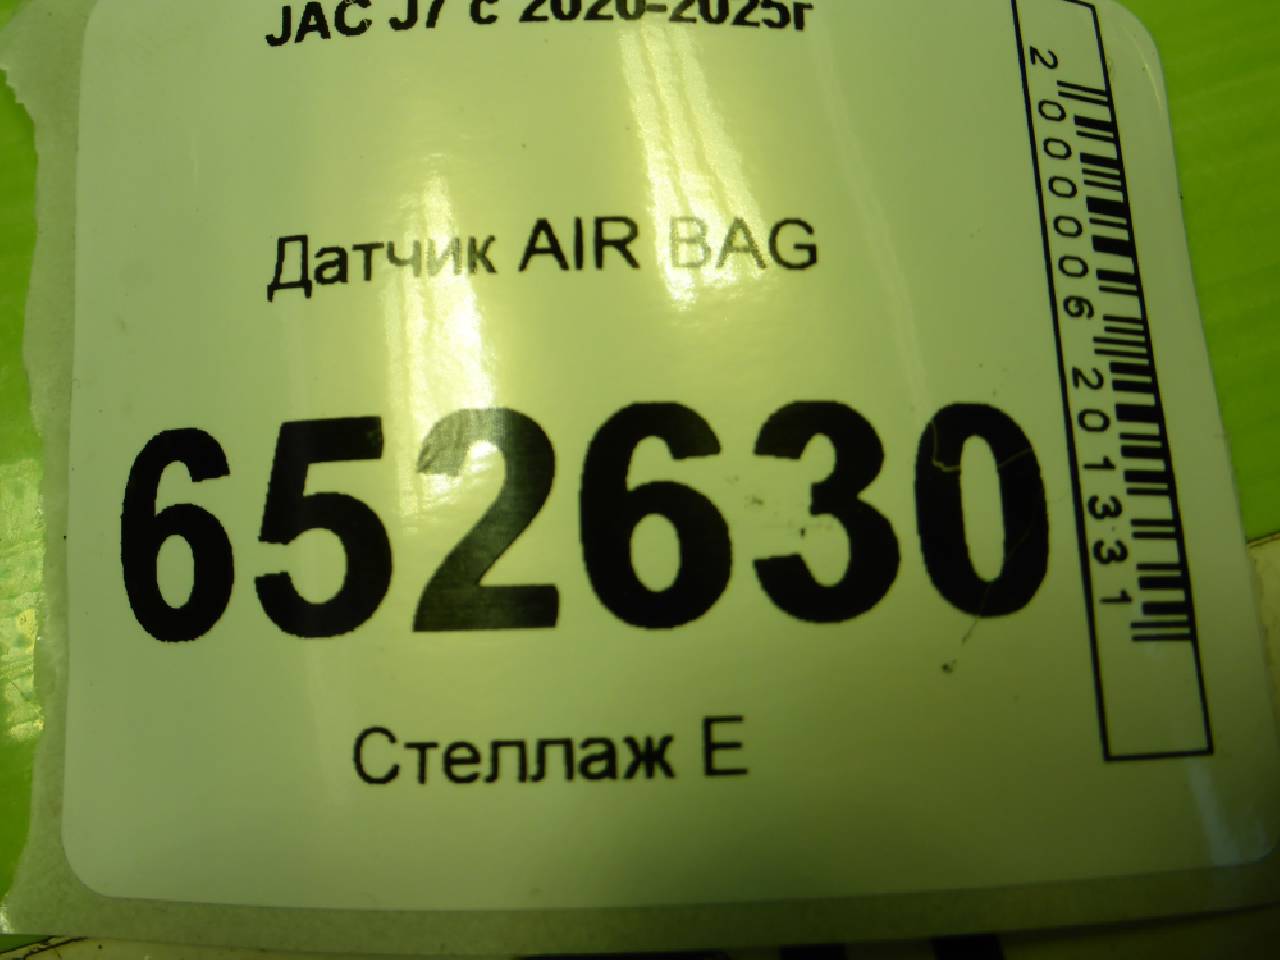 JAC J7 с 2020-2025г
Датчик AIR BAG
652630
Стеллаж Е
2000006201331